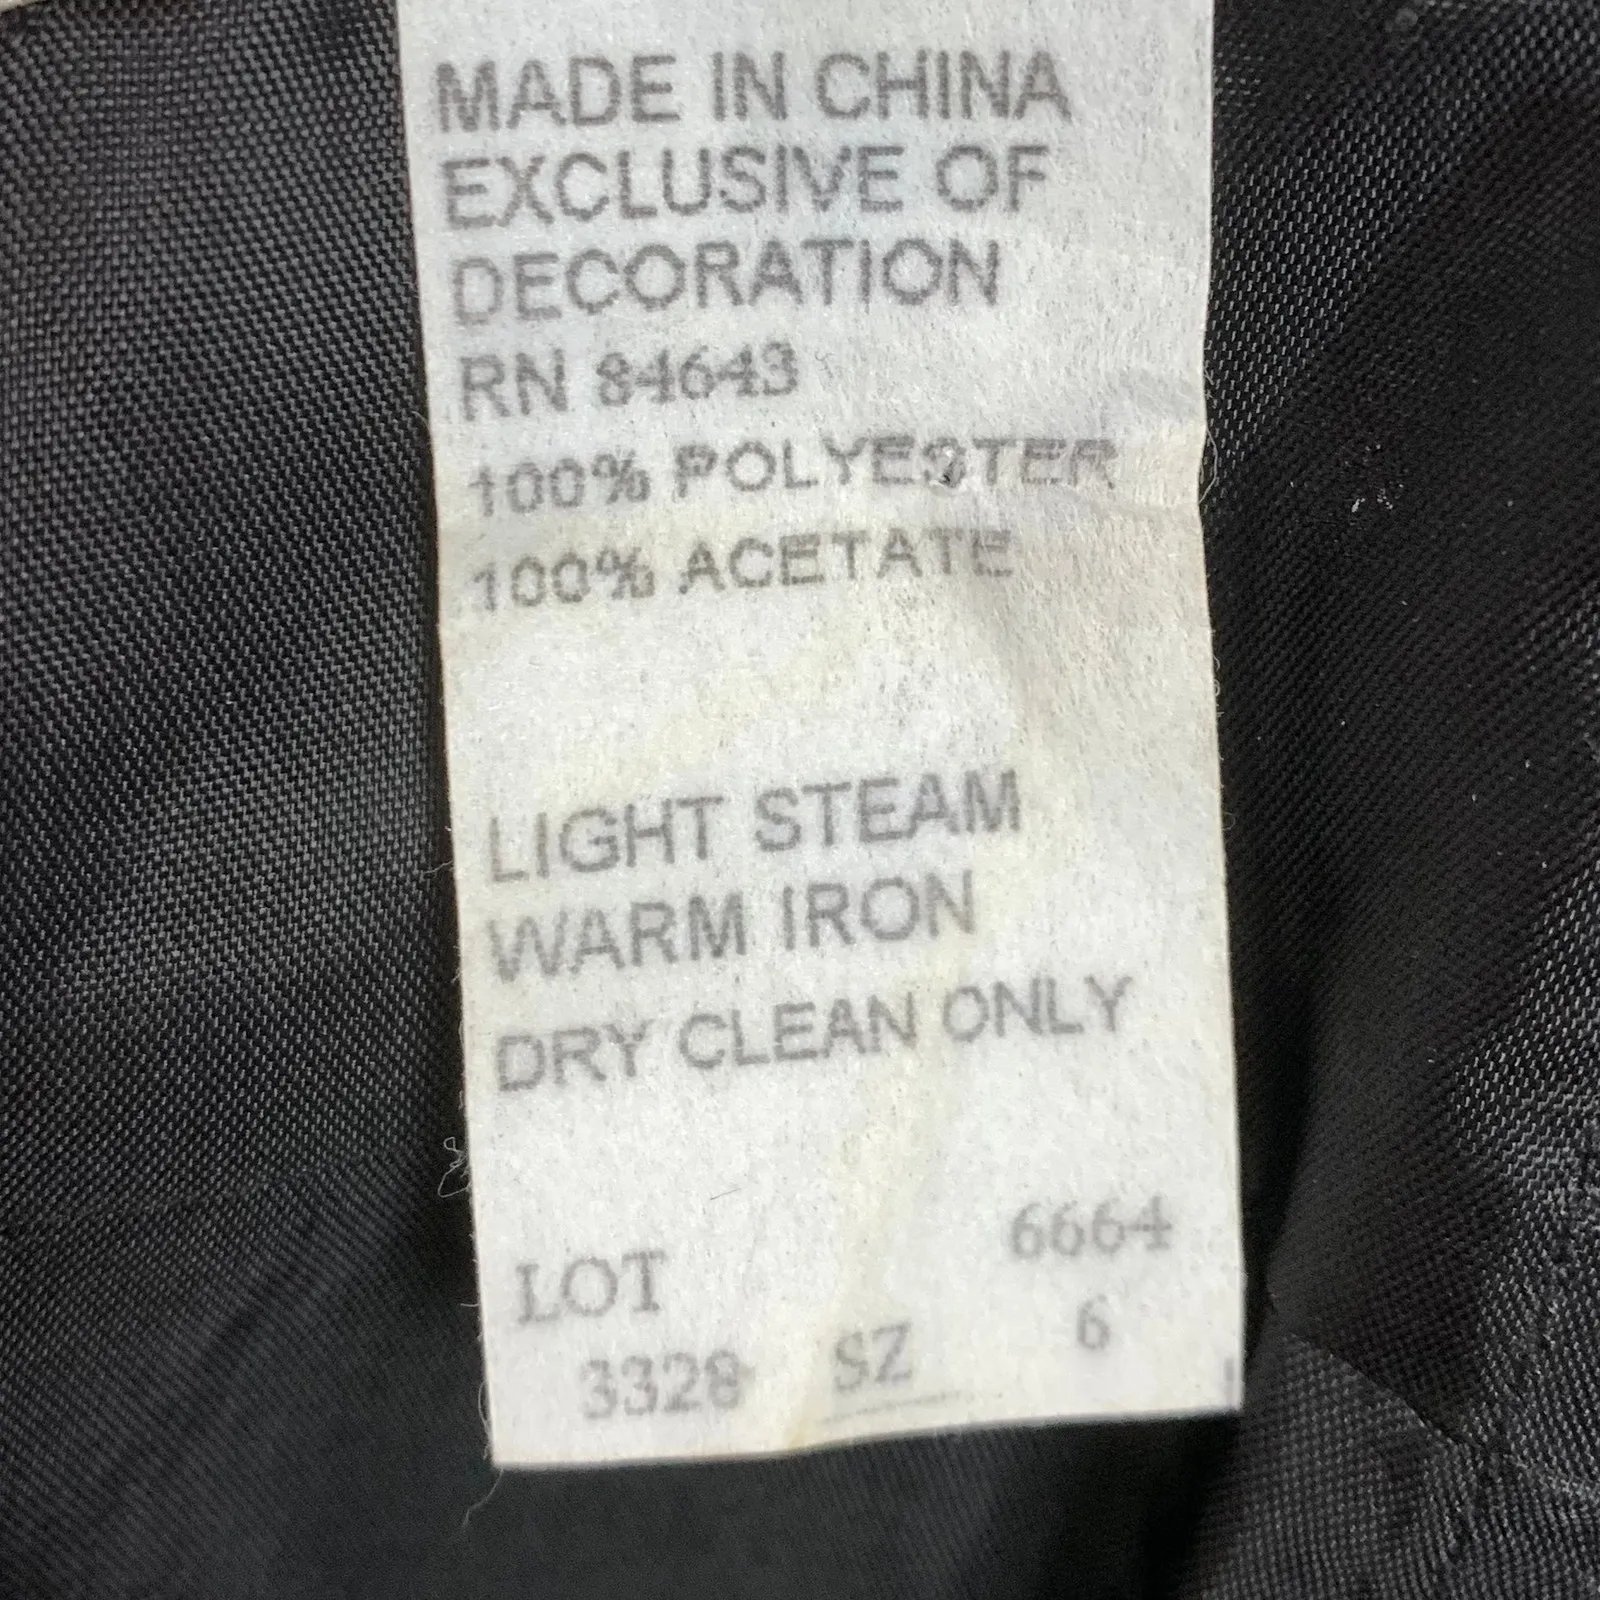 MADE IN CHINA
EXCLUSIVE OF
DECORATION
RN 84643
100% POLYESTER
100% ACETATE
LIGHT STEAM
WARM IRON
DRY CLEAN ONLY
6664
LOT
3328 SZ 6